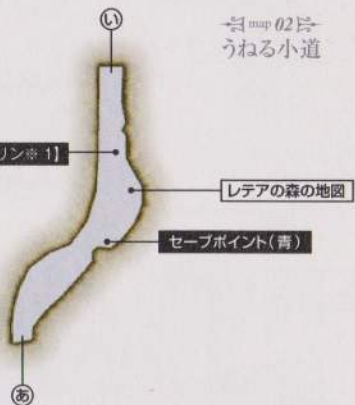 い
map 02
うねる小道
リン※1】
レテアの森の地図
セーブポイント(青)
あ